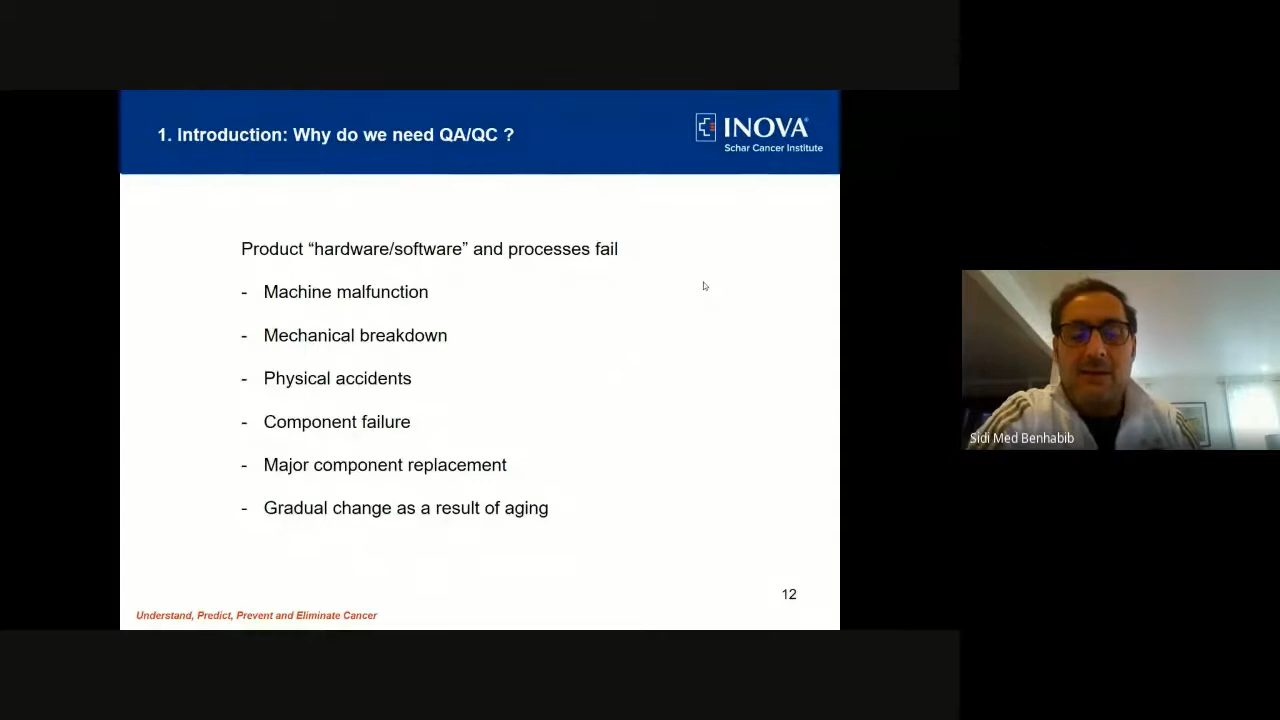 1. Introduction: Why do we need QA/QC ?
INOVA®
Schar Cancer Institute
Product “hardware/software” and processes fail
- Machine malfunction
- Mechanical breakdown
- Physical accidents
- Component failure
- Major component replacement
- Gradual change as a result of aging
12
Understand, Predict, Prevent and Eliminate Cancer
Sidi Med Benhabib